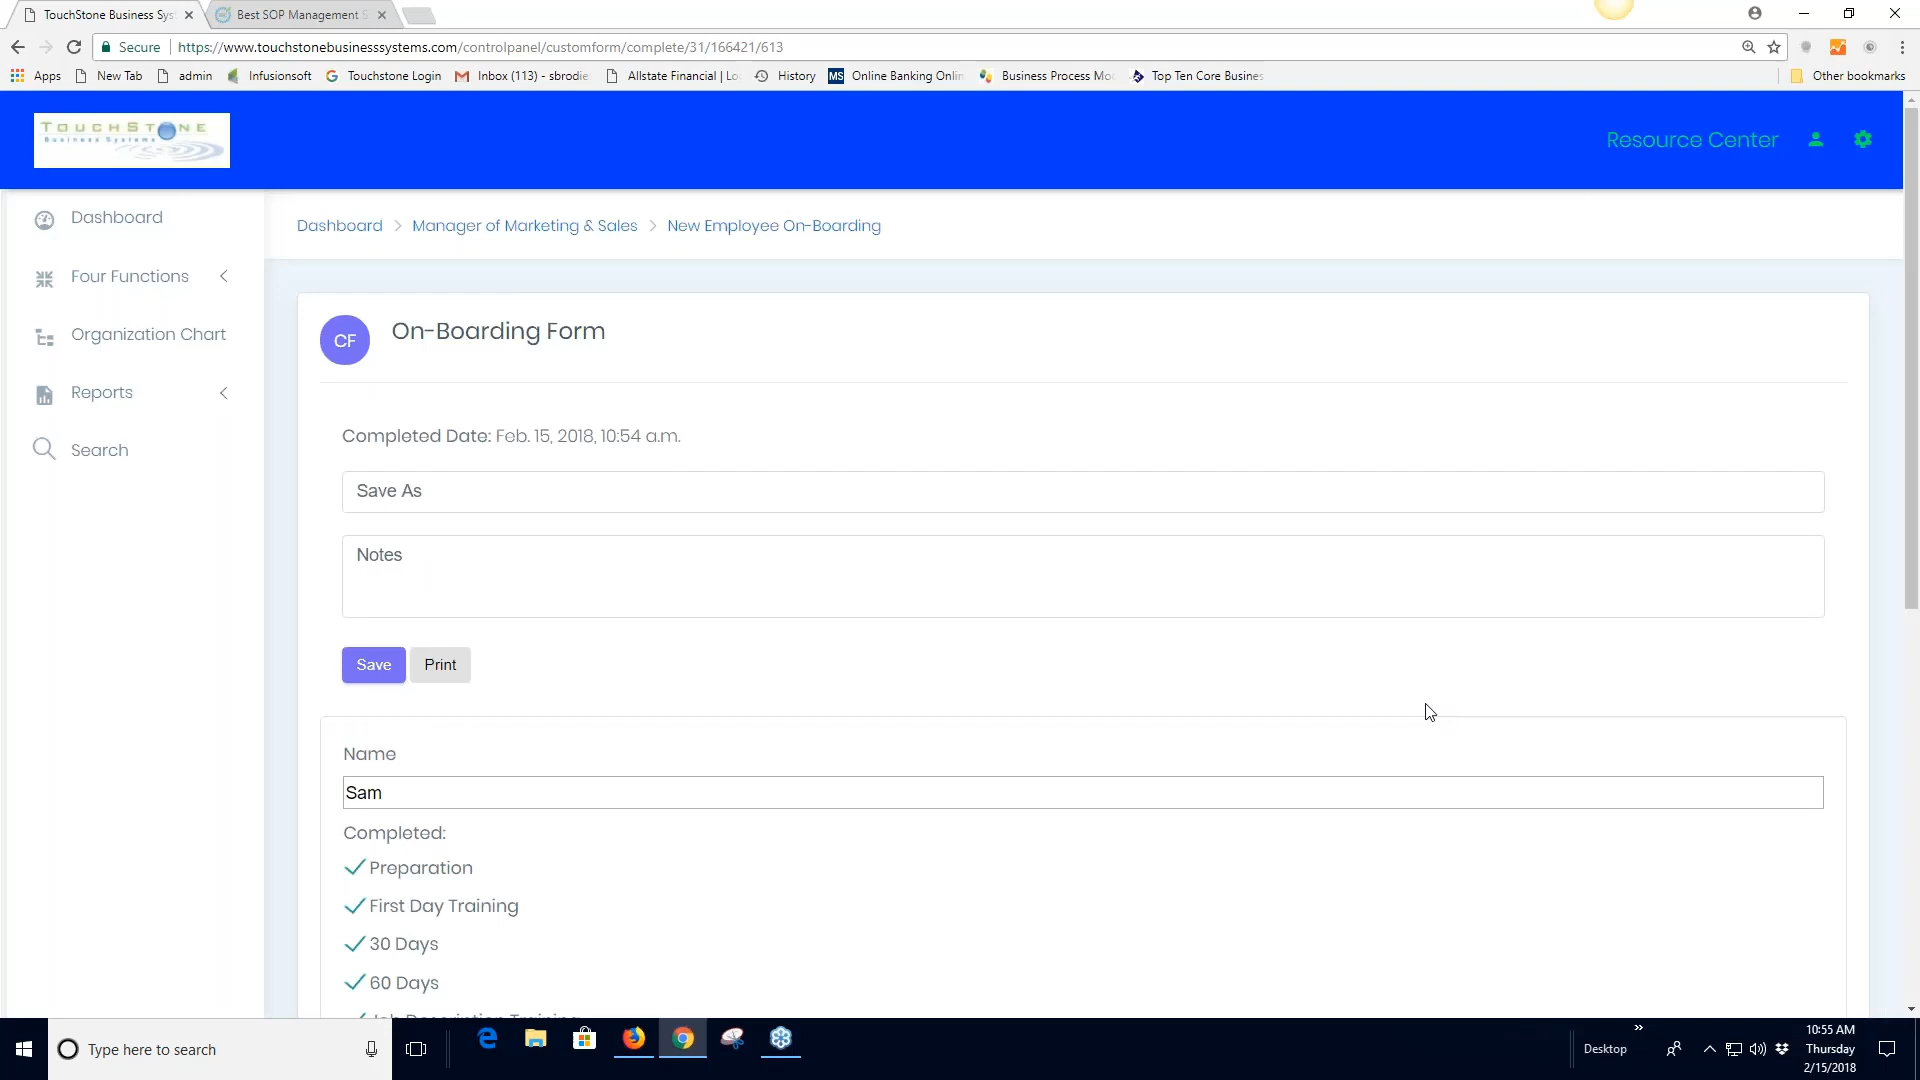 TouchStone Business Sys
Best SOP Management S
Secure
https://www.touchstonebusinesssystems.com/controlpanel/customform/complete/31/166421/613
Apps
New Tab
admin
Infusionsoft
Touchstone Login
Inbox (113) - sbrodie
Allstate Financial | Lo
History
MS
Online Banking Onlin
Business Process Mo
Top Ten Core Busines
Other bookmarks
TOUCHSTONE
Business Systems
Resource Center
Dashboard
Four Functions
Organization Chart
Reports
Search
Dashboard > Manager of Marketing & Sales > New Employee On-Boarding
CF
On-Boarding Form
Completed Date: Feb. 15, 2018, 10:54 a.m.
Save As
Notes
Save
Print
Name
Sam
Completed:
Preparation
First Day Training
30 Days
60 Days
Job Description Training
Type here to search
Desktop
10:55 AM
Thursday
2/15/2018